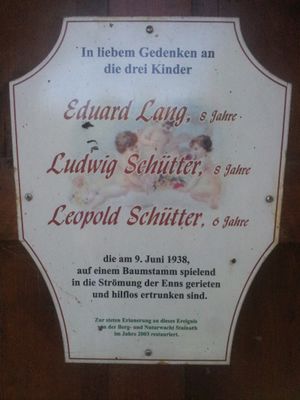 In liebem Gedenken an
die drei Kinder
Eduard Lang, 8 Jahre
Ludwig Schütter, 8 Jahre
Leopold Schütter, 6 Jahre
die am 9. Juni 1938,
auf einem Baumstamm spielend
in die Strömung der Enns gerieten
und hilflos ertrunken sind.
Zur steten Erinnerung an dieses Ereignis
von der Berg- und Naturwacht Stainach
im Jahre 2003 restauriert.